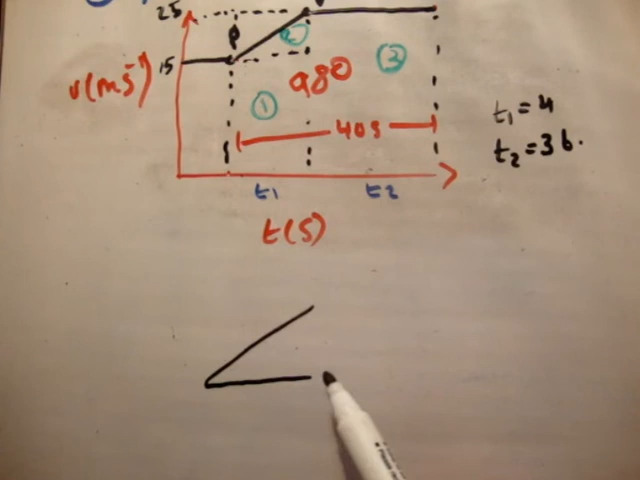 25
P
15
v(ms⁻¹)
2
980
3
1
40s
t₁=4
t₂=36.
t₁
t₂
t(s)